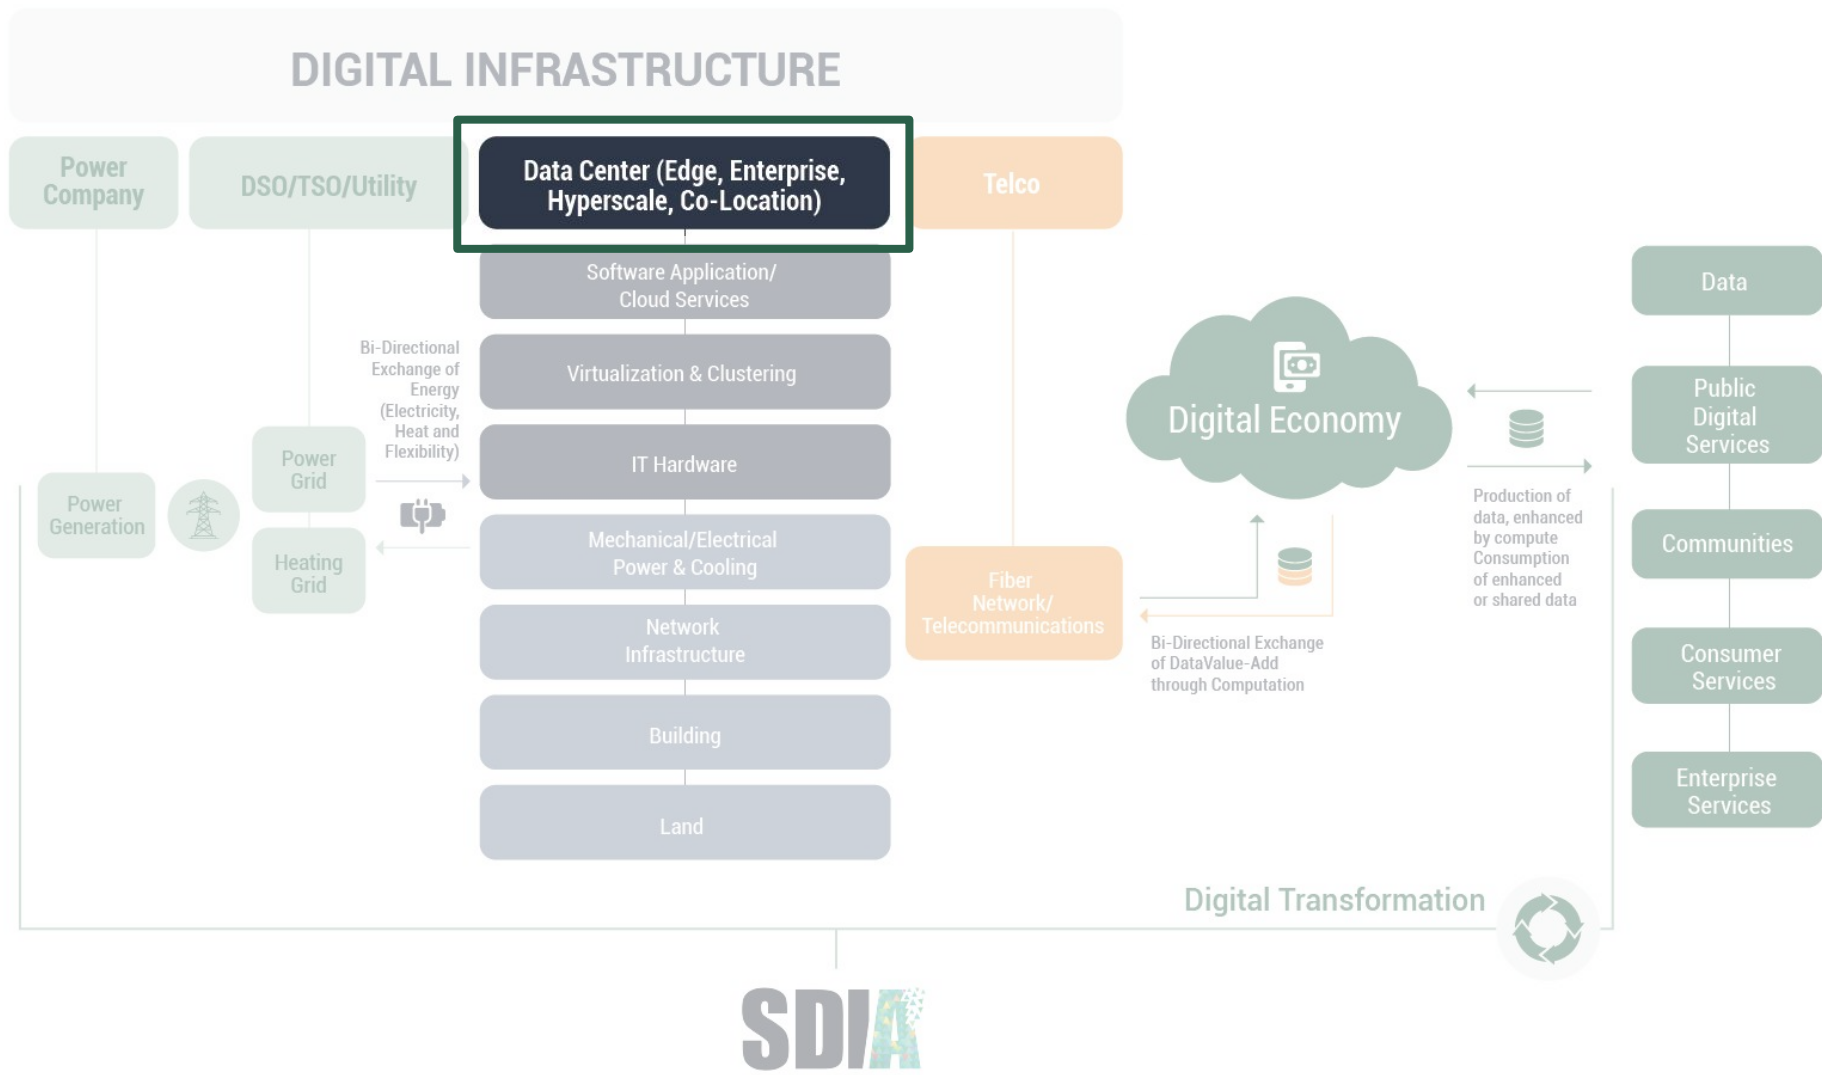 DIGITAL INFRASTRUCTURE
Power
Company
DSO/TSO/Utility
Data Center (Edge, Enterprise,
Hyperscale, Co-Location)
Telco
Software Application/
Cloud Services
Virtualization & Clustering
IT Hardware
Mechanical/Electrical
Power & Cooling
Network
Infrastructure
Building
Land
Bi-Directional
Exchange of
Energy
(Electricity,
Heat and
Flexibility)
Power
Generation
Power
Grid
Heating
Grid
Fiber
Network/
Telecommunications
Digital Economy
Bi-Directional Exchange
of DataValue-Add
through Computation
Production of
data, enhanced
by compute
Consumption
of enhanced
or shared data
Data
Public
Digital
Services
Communities
Consumer
Services
Enterprise
Services
Digital Transformation
SDIA